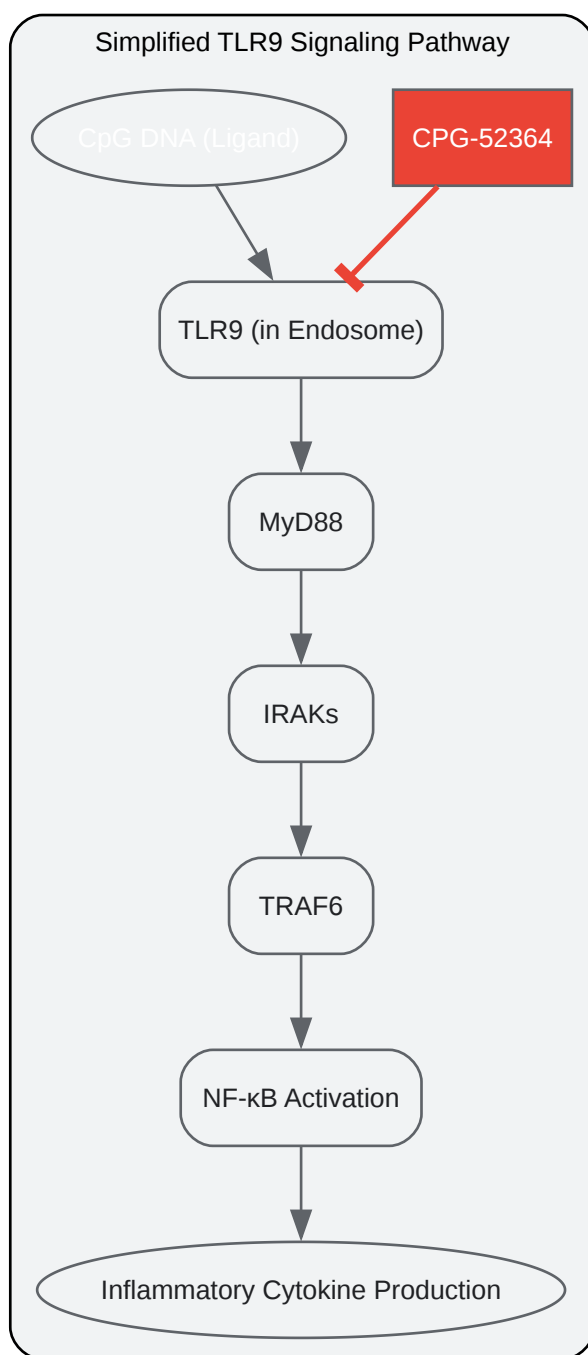 Simplified TLR9 Signaling Pathway
CpG DNA (Ligand)
CPG-52364
TLR9 (in Endosome)
MyD88
IRAKs
TRAF6
NF-κB Activation
Inflammatory Cytokine Production